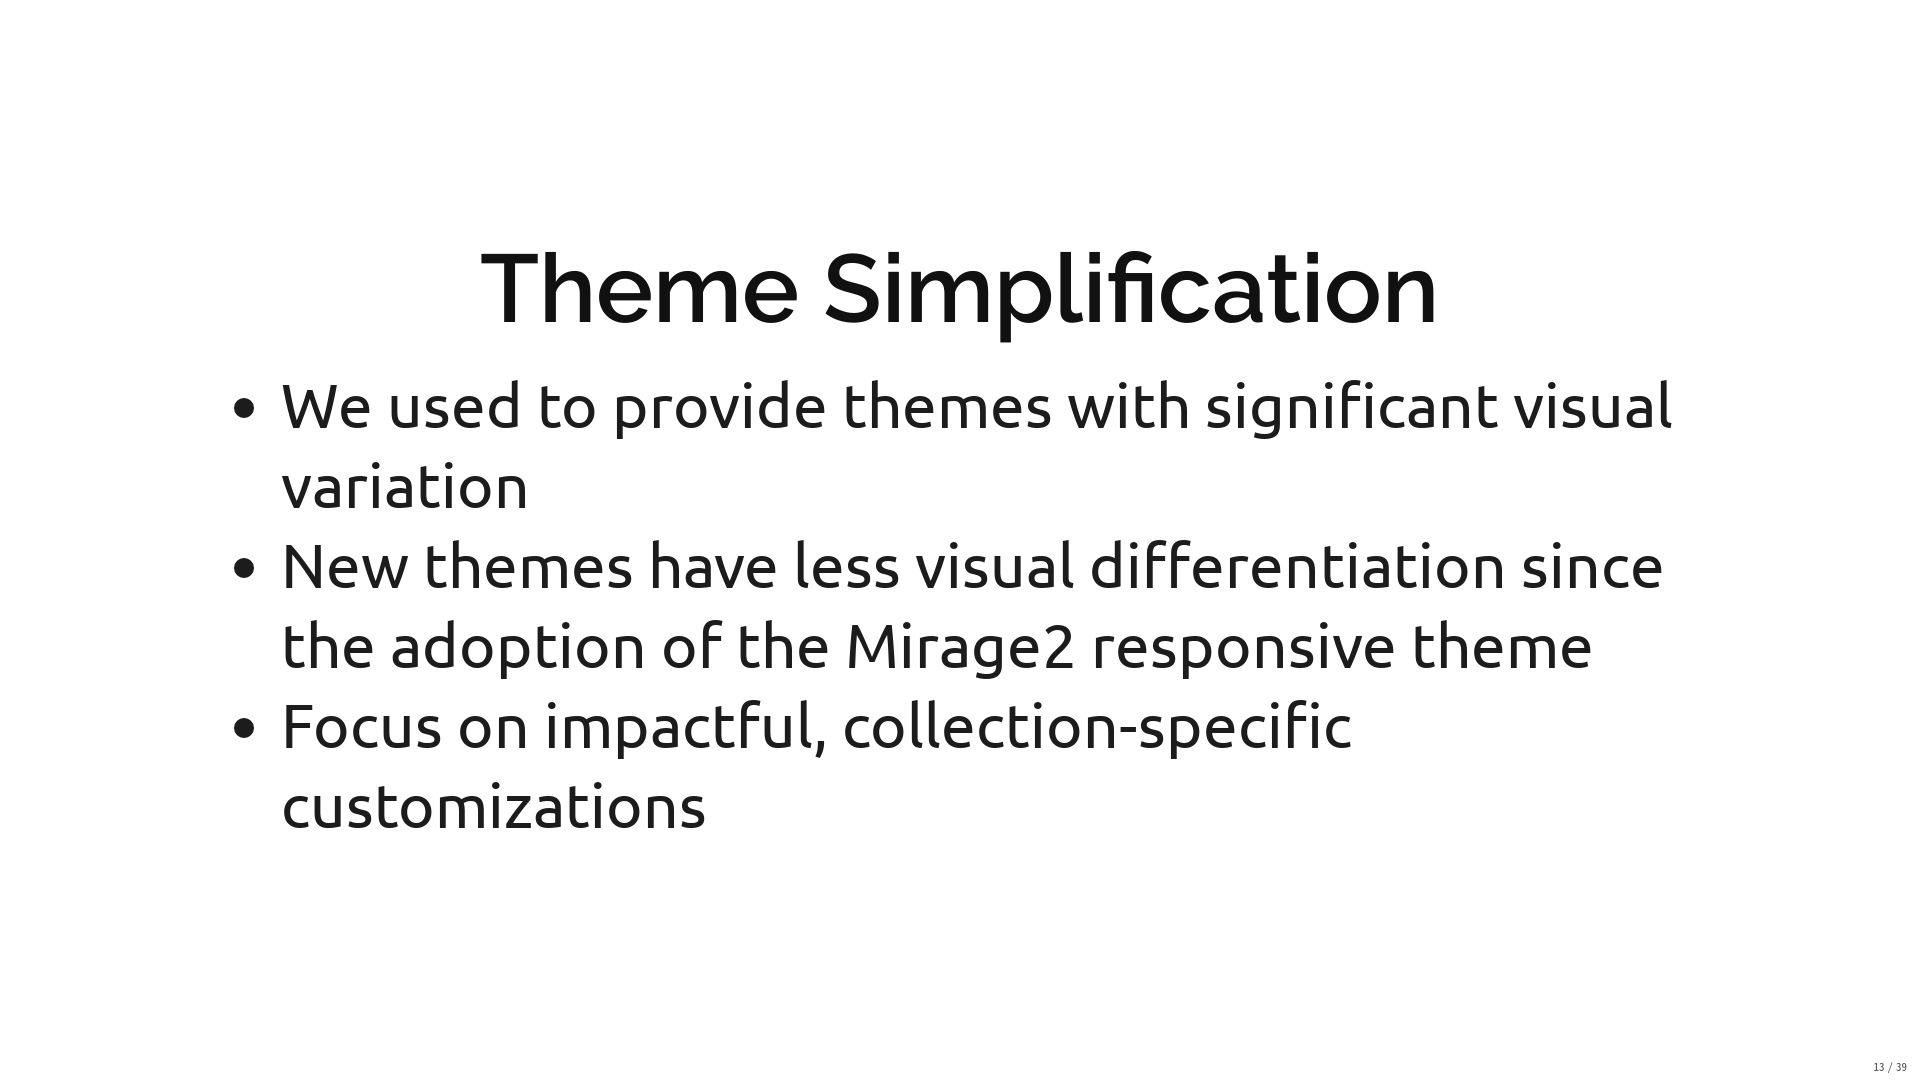 Theme Simplification
• We used to provide themes with significant visual
variation
• New themes have less visual differentiation since
the adoption of the Mirage2 responsive theme
• Focus on impactful, collection-specific
customizations
13 / 39